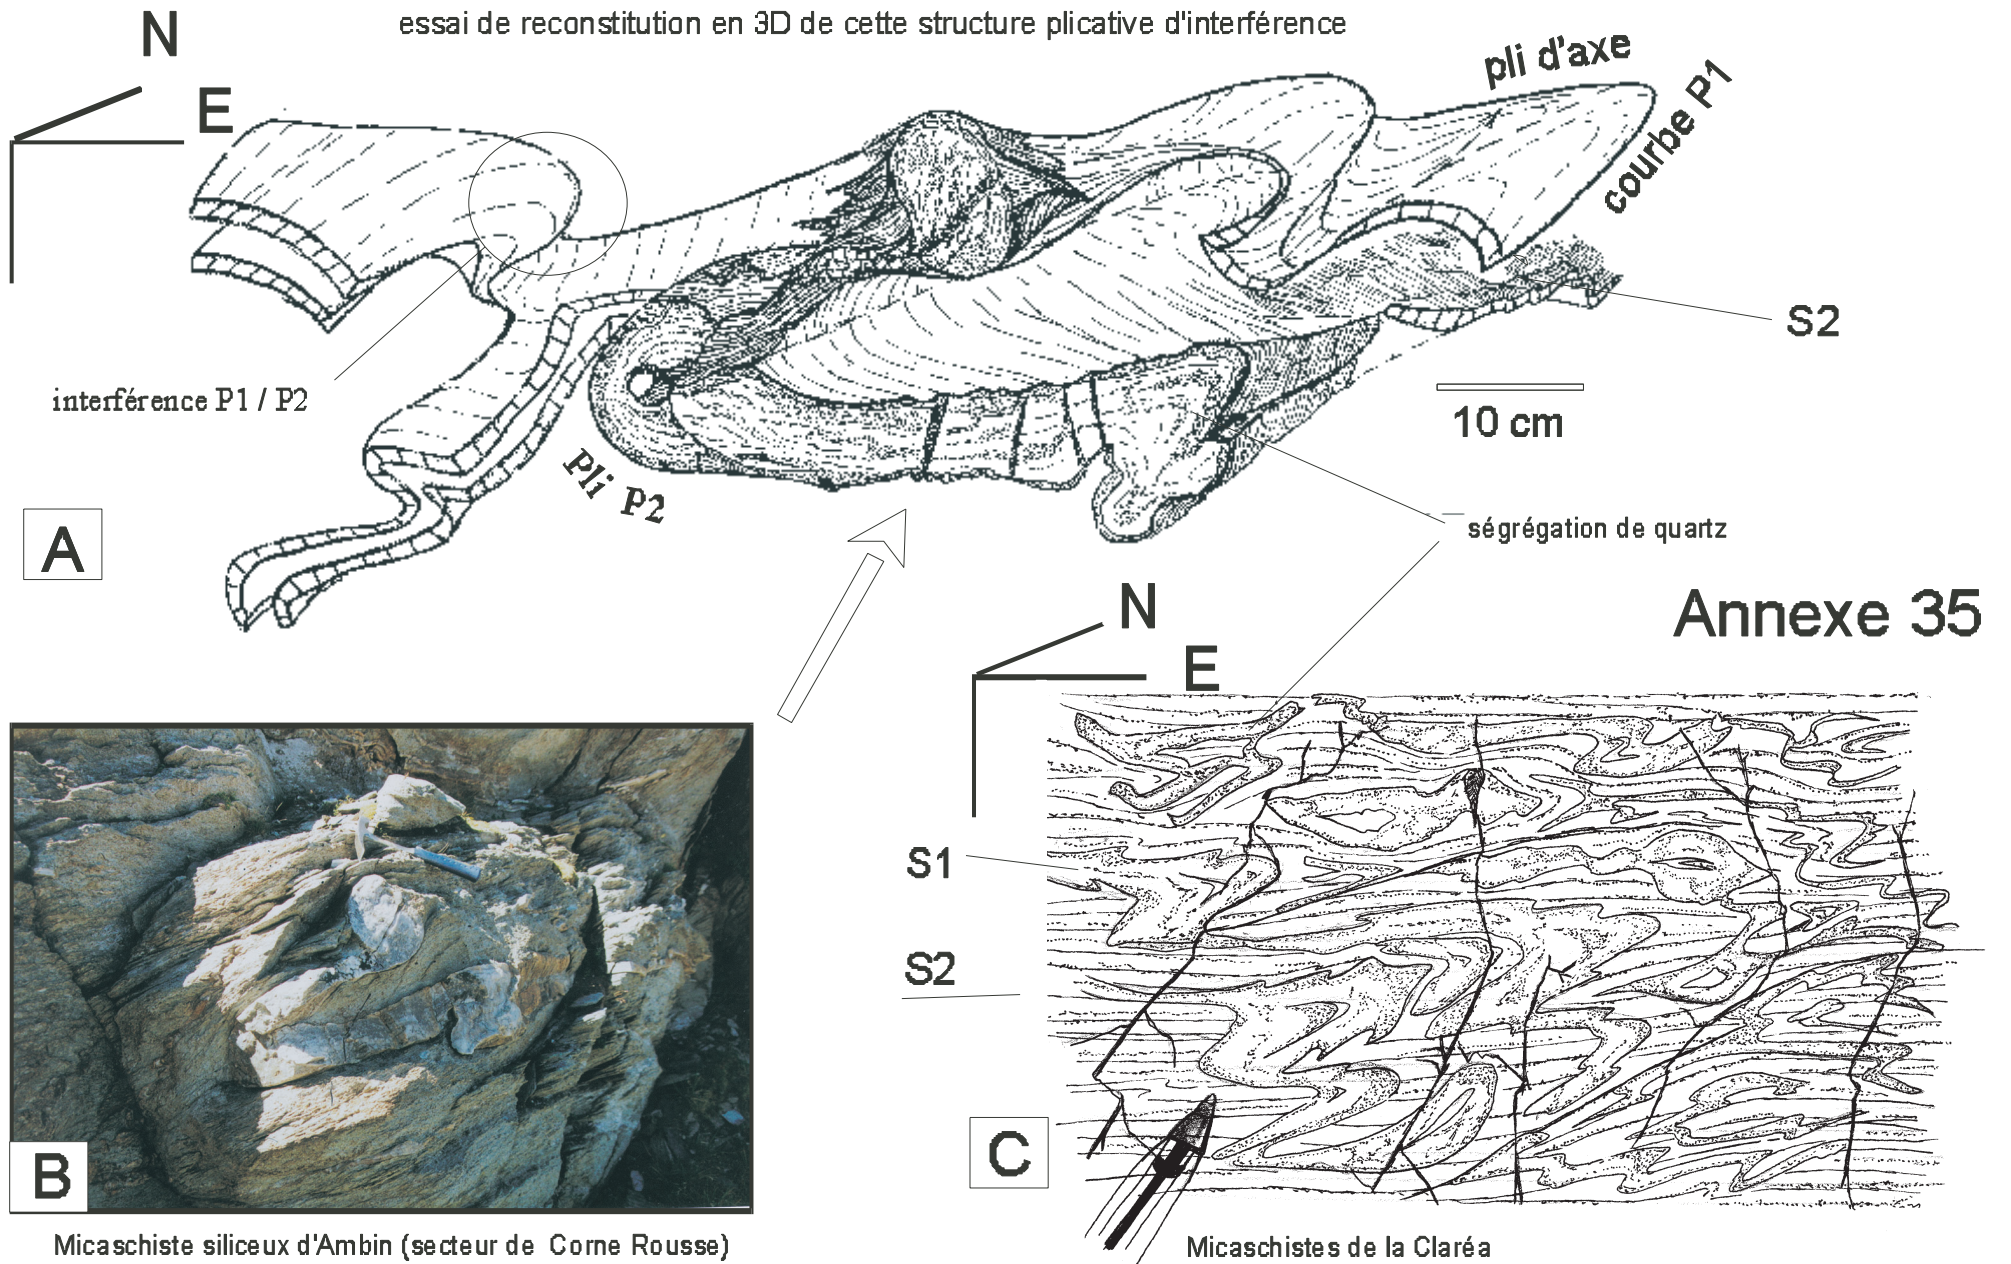 essai de reconstitution en 3D de cette structure plicative d'interférence
N
E
pli d'axe
courbe P1
S2
interférence P1 / P2
10 cm
Pli P2
A
ségrégation de quartz
Annexe 35
N
E
S1
S2
B
C
Micaschiste siliceux d'Ambin (secteur de Corne Rousse)
Micaschistes de la Claréa